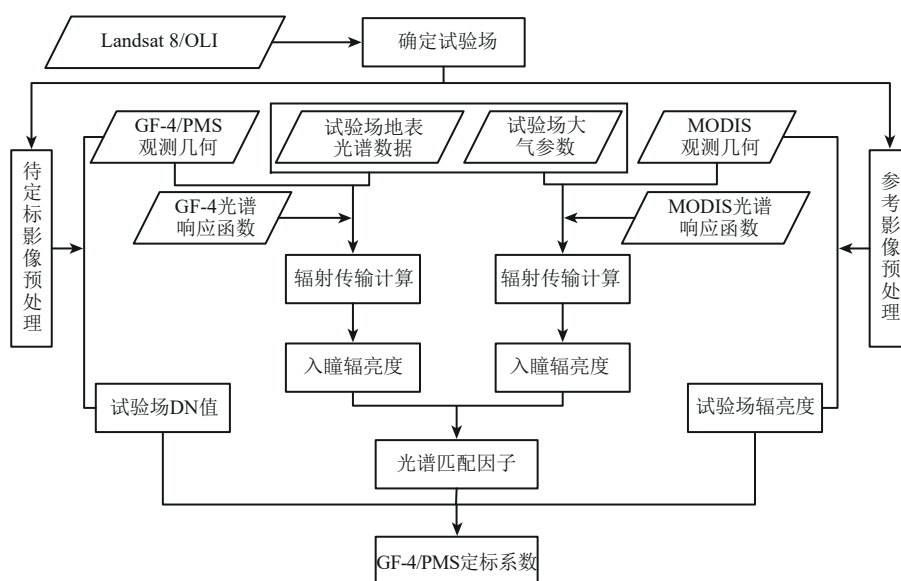 Landsat 8/OLI
确定试验场
GF-4/PMS
观测几何
试验场地表
光谱数据
试验场大
气参数
MODIS
观测几何
待定标影像预处理
参考影像预处理
GF-4光谱
响应函数
MODIS光谱
响应函数
辐射传输计算
辐射传输计算
入瞳辐亮度
入瞳辐亮度
试验场DN值
试验场辐亮度
光谱匹配因子
GF-4/PMS定标系数